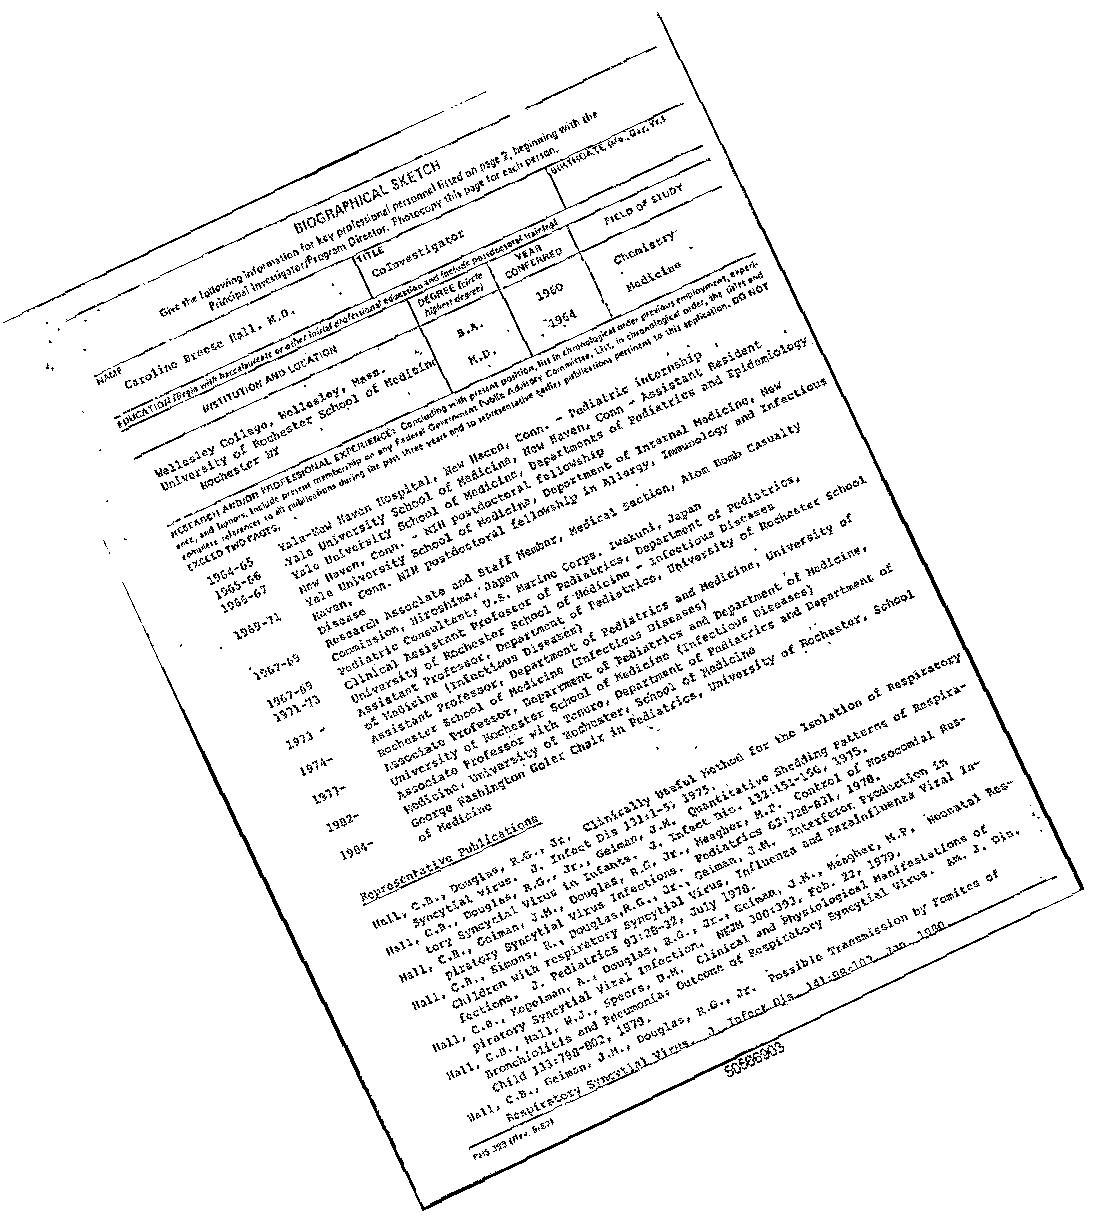 BIOGRAPHICAL SKETCH
Give the following information for key professional personnel listed on page 2, beginning with the
Principal Investigator/Program Director. Photocopy this page for each person.
NAME
TITLE
BIRTHDATE (Mo., Day, Yr.)
Caroline Breese Hall, M.D.
CoInvestigator
EDUCATION (Begin with baccalaureate or other initial professional education and include postdoctoral training)
INSTITUTION AND LOCATION
DEGREE (circle
highest degree)
YEAR
CONFERRED
FIELD OF STUDY
Wellesley College, Wellesley, Mass.
B.A.
1960
Chemistry
University of Rochester School of Medicine
M.D.
1964
Medicine
Rochester NY
RESEARCH AND/OR PROFESSIONAL EXPERIENCE: Concluding with present position, list in chronological order previous employment, experi-
ence, and honors. Include present membership on any Federal Government Public Advisory Committee. List, in chronological order, the titles and
complete references to all publications during the past three years and to representative earlier publications pertinent to this application. DO NOT
EXCEED TWO PAGES.
1964-65 Yale-New Haven Hospital, New Haven, Conn. - Pediatric internship
1965-66 Yale University School of Medicine, New Haven, Conn - Assistant Resident
1966-67 Yale University School of Medicine, Departments of Pediatrics and Epidemiology
New Haven, Conn. - NIH postdoctoral fellowship
1969-71 Yale University School of Medicine, Department of Internal Medicine, New
Haven, Conn. NIH postdoctoral fellowship in Allergy, Immunology and Infectious
Disease
1967-69 Research Associate and Staff Member, Medical Section, Atom Bomb Casualty
Commission, Hiroshima, Japan
1967-69 Pediatric Consultant, U.S. Marine Corps. Iwakuni, Japan
1971-73 Clinical Assistant Professor of Pediatrics, Department of Pediatrics,
University of Rochester School of Medicine - Infectious Diseases
1973 - Assistant Professor, Department of Pediatrics, University of Rochester School
of Medicine (Infectious Diseases)
1974- Assistant Professor, Department of Pediatrics and Medicine, University of
Rochester School of Medicine (Infectious Diseases)
1977- Associate Professor, Department of Pediatrics and Department of Medicine,
University of Rochester School of Medicine (Infectious Diseases)
1982- Associate Professor with Tenure, Department of Pediatrics and Department of
Medicine, University of Rochester, School of Medicine
1984- George Washington Goler Chair in Pediatrics, University of Rochester, School
of Medicine
Representative Publications
Hall, C.B., Douglas, R.G., Jr. Clinically Useful Method for the Isolation of Respiratory
Syncytial Virus. J. Infect Dis 131:1-5, 1975.
Hall, C.B., Douglas, R.G., Jr., Geiman, J.M. Quantitative Shedding Patterns of Respira-
tory Syncytial Virus in Infants. J. Infect Dis. 132:151-156, 1975.
Hall, C.B., Geiman, J.M., Douglas, R.G., Jr., Meagher, M.P. Control of Nosocomial Res-
piratory Syncytial Virus Infections. Pediatrics 62:728-831, 1978.
Hall, C.B., Simons, R., Douglas,R.G., Jr., Geiman, J.M. Interferon Production in
Children with respiratory Syncytial Virus, Influenza and Parainfluenza Viral In-
fections. J. Pediatrics 93:28-32, July 1978.
Hall, C.B., Kopelman, A., Douglas, R.G., Jr., Geiman, J.M., Meagher, M.P. Neonatal Res-
piratory Syncytial Viral Infection. NEJM 300:393, Feb. 22, 1979.
Hall, C.B., Hall, W.J., Speers, D.M. Clinical and Physiological Manifestations of
Bronchiolitis and Pneumonia; Outcome of Respiratory Syncytial Virus. Am. J. Dis.
Child 133:798-802, 1979.
Hall, C.B., Geiman, J.M., Douglas, R.G., Jr. Possible Transmission by Fomites of
Respiratory Syncytial Virus. J. Infect Dis. 141:98-102, Jan. 1980.
PHS 398 (Rev. 5/82)
50666903